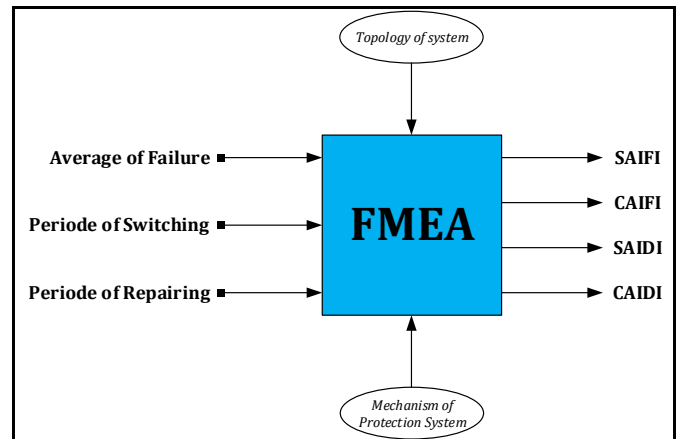 Topology of system
Average of Failure
Periode of Switching
Periode of Repairing
FMEA
SAIFI
CAIFI
SAIDI
CAIDI
Mechanism of
Protection System